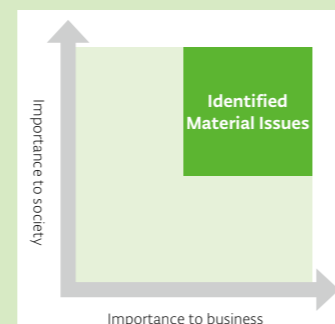 Identified
Material Issues
Importance to society
Importance to business